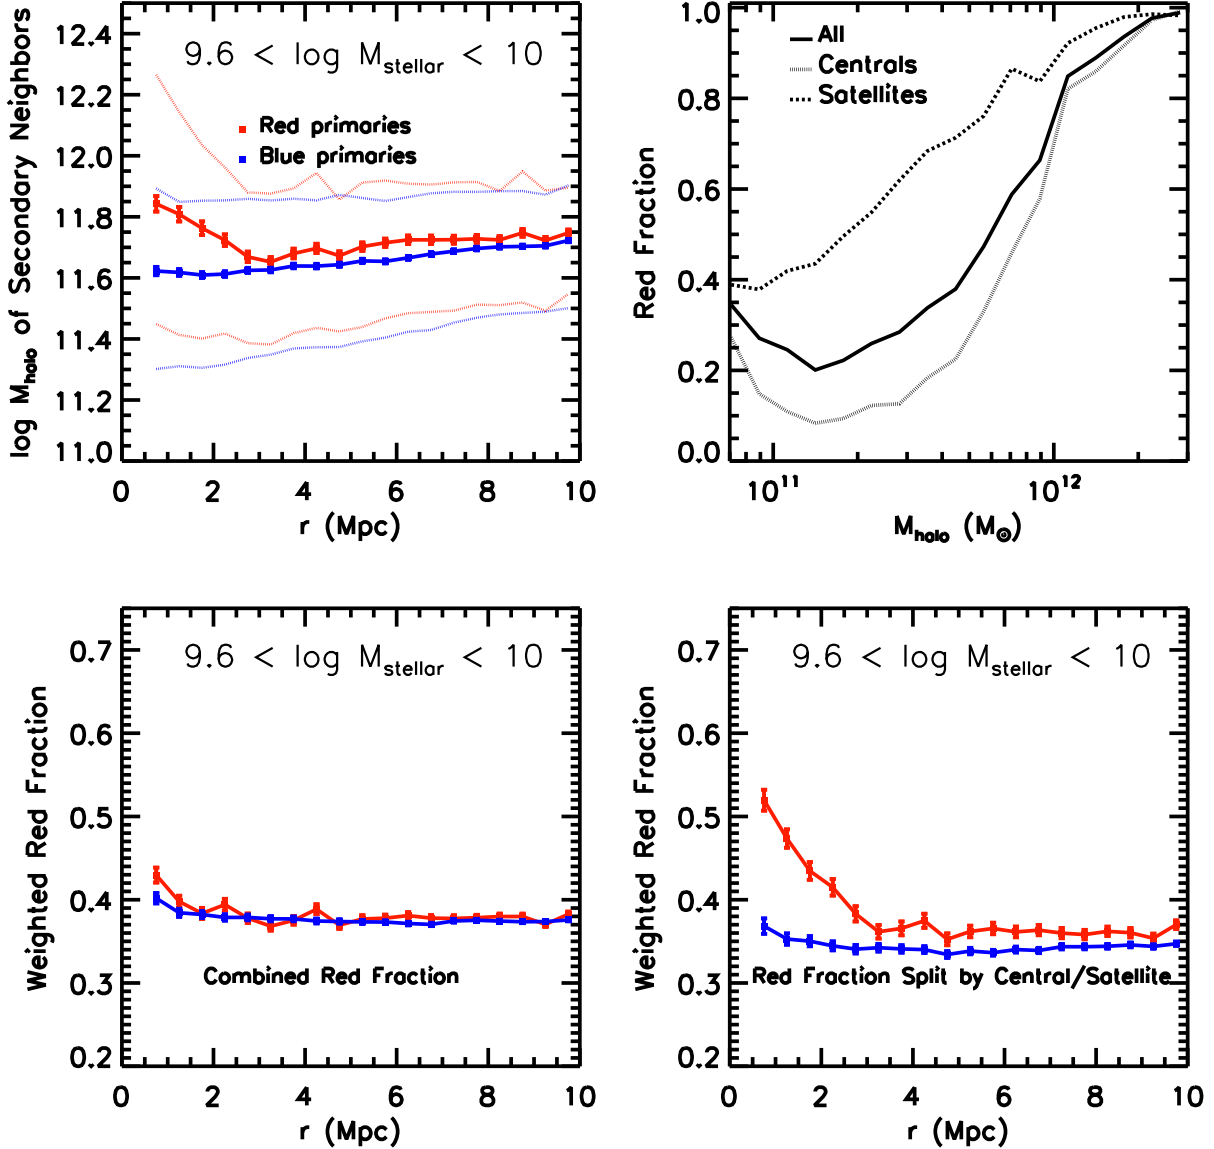 9.6 < log M_stellar < 10
Red primaries
Blue primaries
12.4
12.2
12.0
11.8
11.6
11.4
11.2
11.0
log M_halo of Secondary Neighbors
0 2 4 6 8 10
r (Mpc)
All
Centrals
Satellites
1.0
0.8
0.6
0.4
0.2
0.0
Red Fraction
10^11 10^12
M_halo (M_⊙)
9.6 < log M_stellar < 10
0.7
0.6
0.5
0.4
0.3
0.2
Weighted Red Fraction
Combined Red Fraction
0 2 4 6 8 10
r (Mpc)
9.6 < log M_stellar < 10
0.7
0.6
0.5
0.4
0.3
0.2
Weighted Red Fraction
Red Fraction Split by Central/Satellite
0 2 4 6 8 10
r (Mpc)